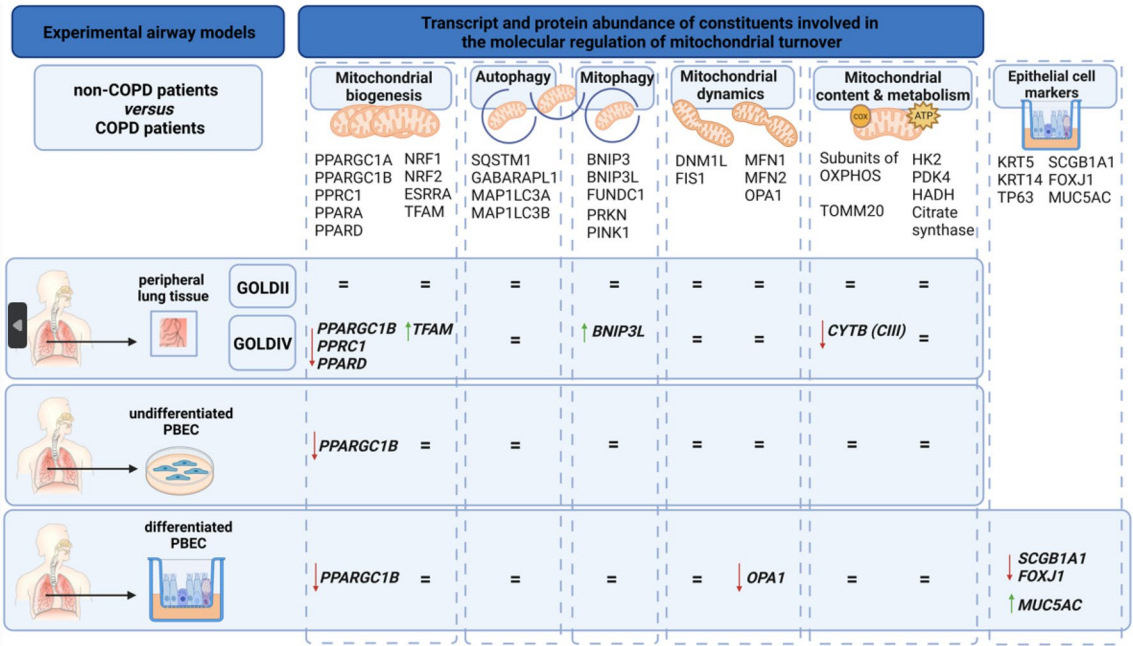 Experimental airway models
Transcript and protein abundance of constituents involved in
the molecular regulation of mitochondrial turnover
non-COPD patients
versus
COPD patients
Mitochondrial
biogenesis
Autophagy
Mitophagy
Mitochondrial
dynamics
Mitochondrial
content & metabolism
Epithelial cell
markers
COX
ATP
PPARGC1A
PPARGC1B
PPRC1
PPARA
PPARD
NRF1
NRF2
ESRRA
TFAM
SQSTM1
GABARAPL1
MAP1LC3A
MAP1LC3B
BNIP3
BNIP3L
FUNDC1
PRKN
PINK1
DNM1L
FIS1
MFN1
MFN2
OPA1
Subunits of
OXPHOS
TOMM20
HK2
PDK4
HADH
Citrate
synthase
KRT5
KRT14
TP63
SCGB1A1
FOXJ1
MUC5AC
peripheral
lung tissue
GOLDII
= = = = = = = =
GOLDIV
↓ PPARGC1B
PPRC1
↓ PPARD
↑ TFAM
=
↑ BNIP3L
= =
↓ CYTB (CIII)
=
undifferentiated
PBEC
↓ PPARGC1B = = = = = = =
differentiated
PBEC
↓ PPARGC1B = = = = ↓ OPA1 = =
↓ SCGB1A1
FOXJ1
↑ MUC5AC